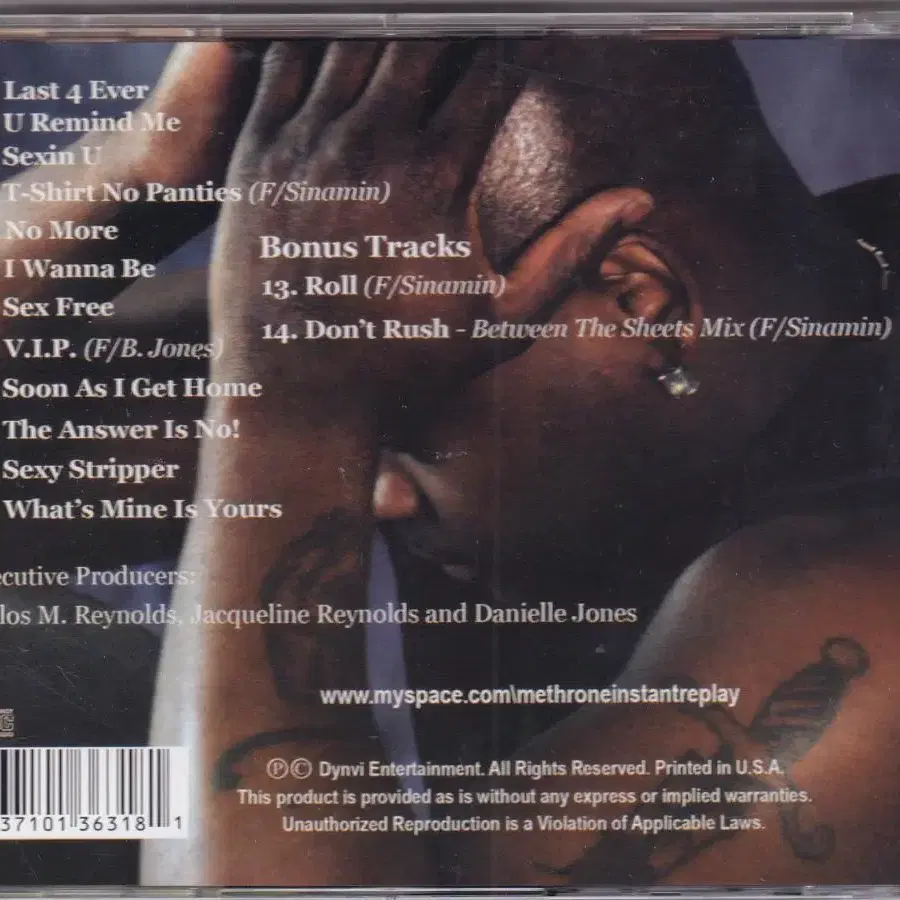 Last 4 Ever
U Remind Me
Sexin U
T-Shirt No Panties (F/Sinamin)
No More
I Wanna Be
Sex Free
V.I.P. (F/B. Jones)
Soon As I Get Home
The Answer Is No!
Sexy Stripper
What's Mine Is Yours
Bonus Tracks
13. Roll (F/Sinamin)
14. Don't Rush - Between The Sheets Mix (F/Sinamin)
ecutive Producers:
los M. Reynolds, Jacqueline Reynolds and Danielle Jones
www.myspace.com\methroneinstantreplay
℗© Dynvi Entertainment. All Rights Reserved. Printed in U.S.A.
This product is provided as is without any express or implied warranties.
Unauthorized Reproduction is a Violation of Applicable Laws.
37101 36318 1